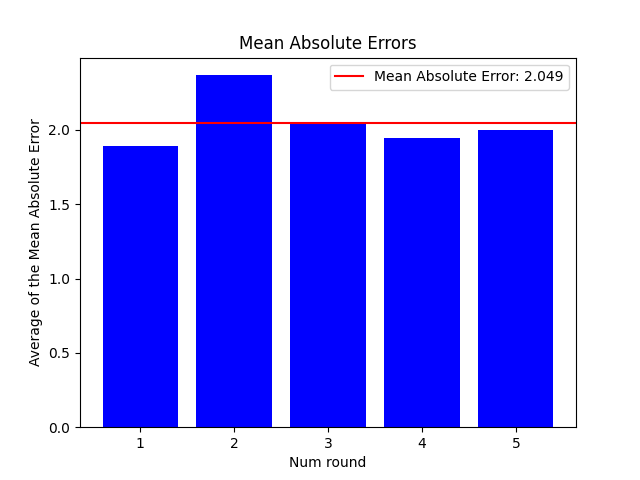 Mean Absolute Errors
Mean Absolute Error: 2.049
Average of the Mean Absolute Error
2.0
1.5
1.0
0.5
0.0
1 2 3 4 5
Num round